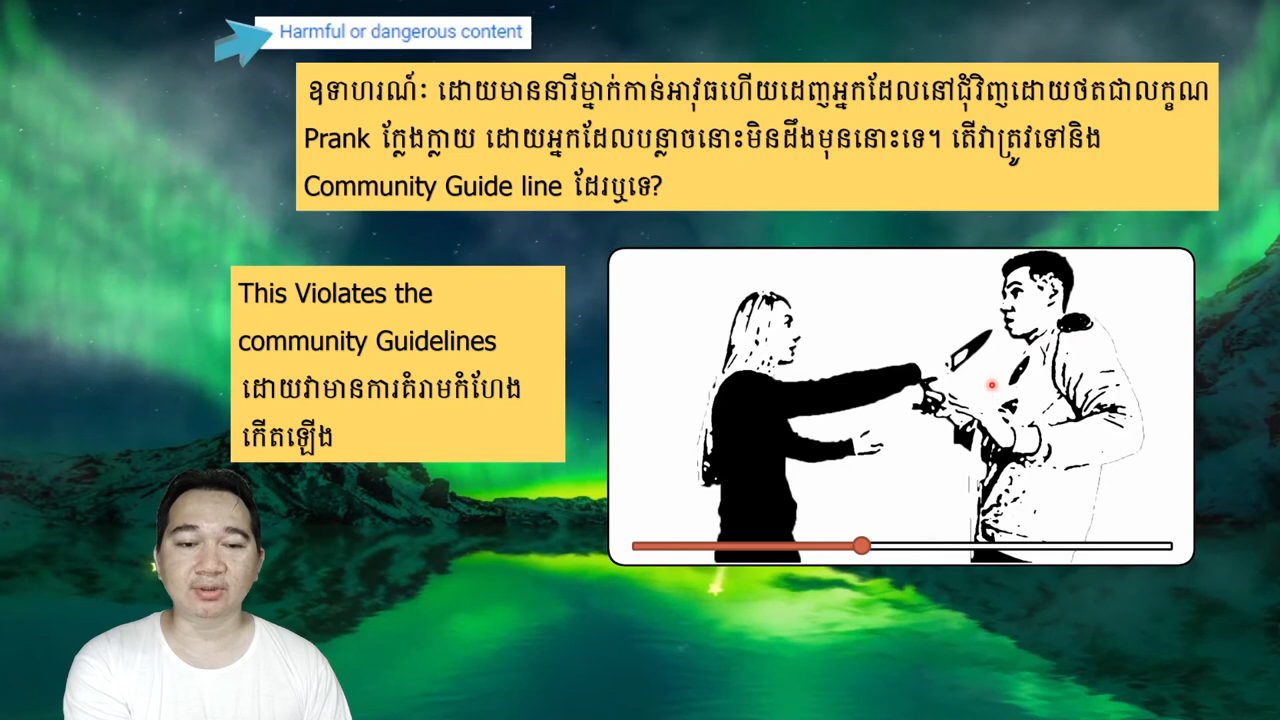 Harmful or dangerous content
ឧទាហរណ៍: ដោយមាននារីម្នាក់កាន់អាវុធហើយដេញអ្នកដែលនៅជុំវិញដោយថតជាលក្ខណ
Prank ក្លែងក្លាយ ដោយអ្នកដែលបន្លាចនោះមិនដឹងមុននោះទេ។ តើវាត្រូវទៅនិង
Community Guide line ដែរឬទេ?
This Violates the
community Guidelines
ដោយវាមានការគំរាមកំហែង
កើតឡើង